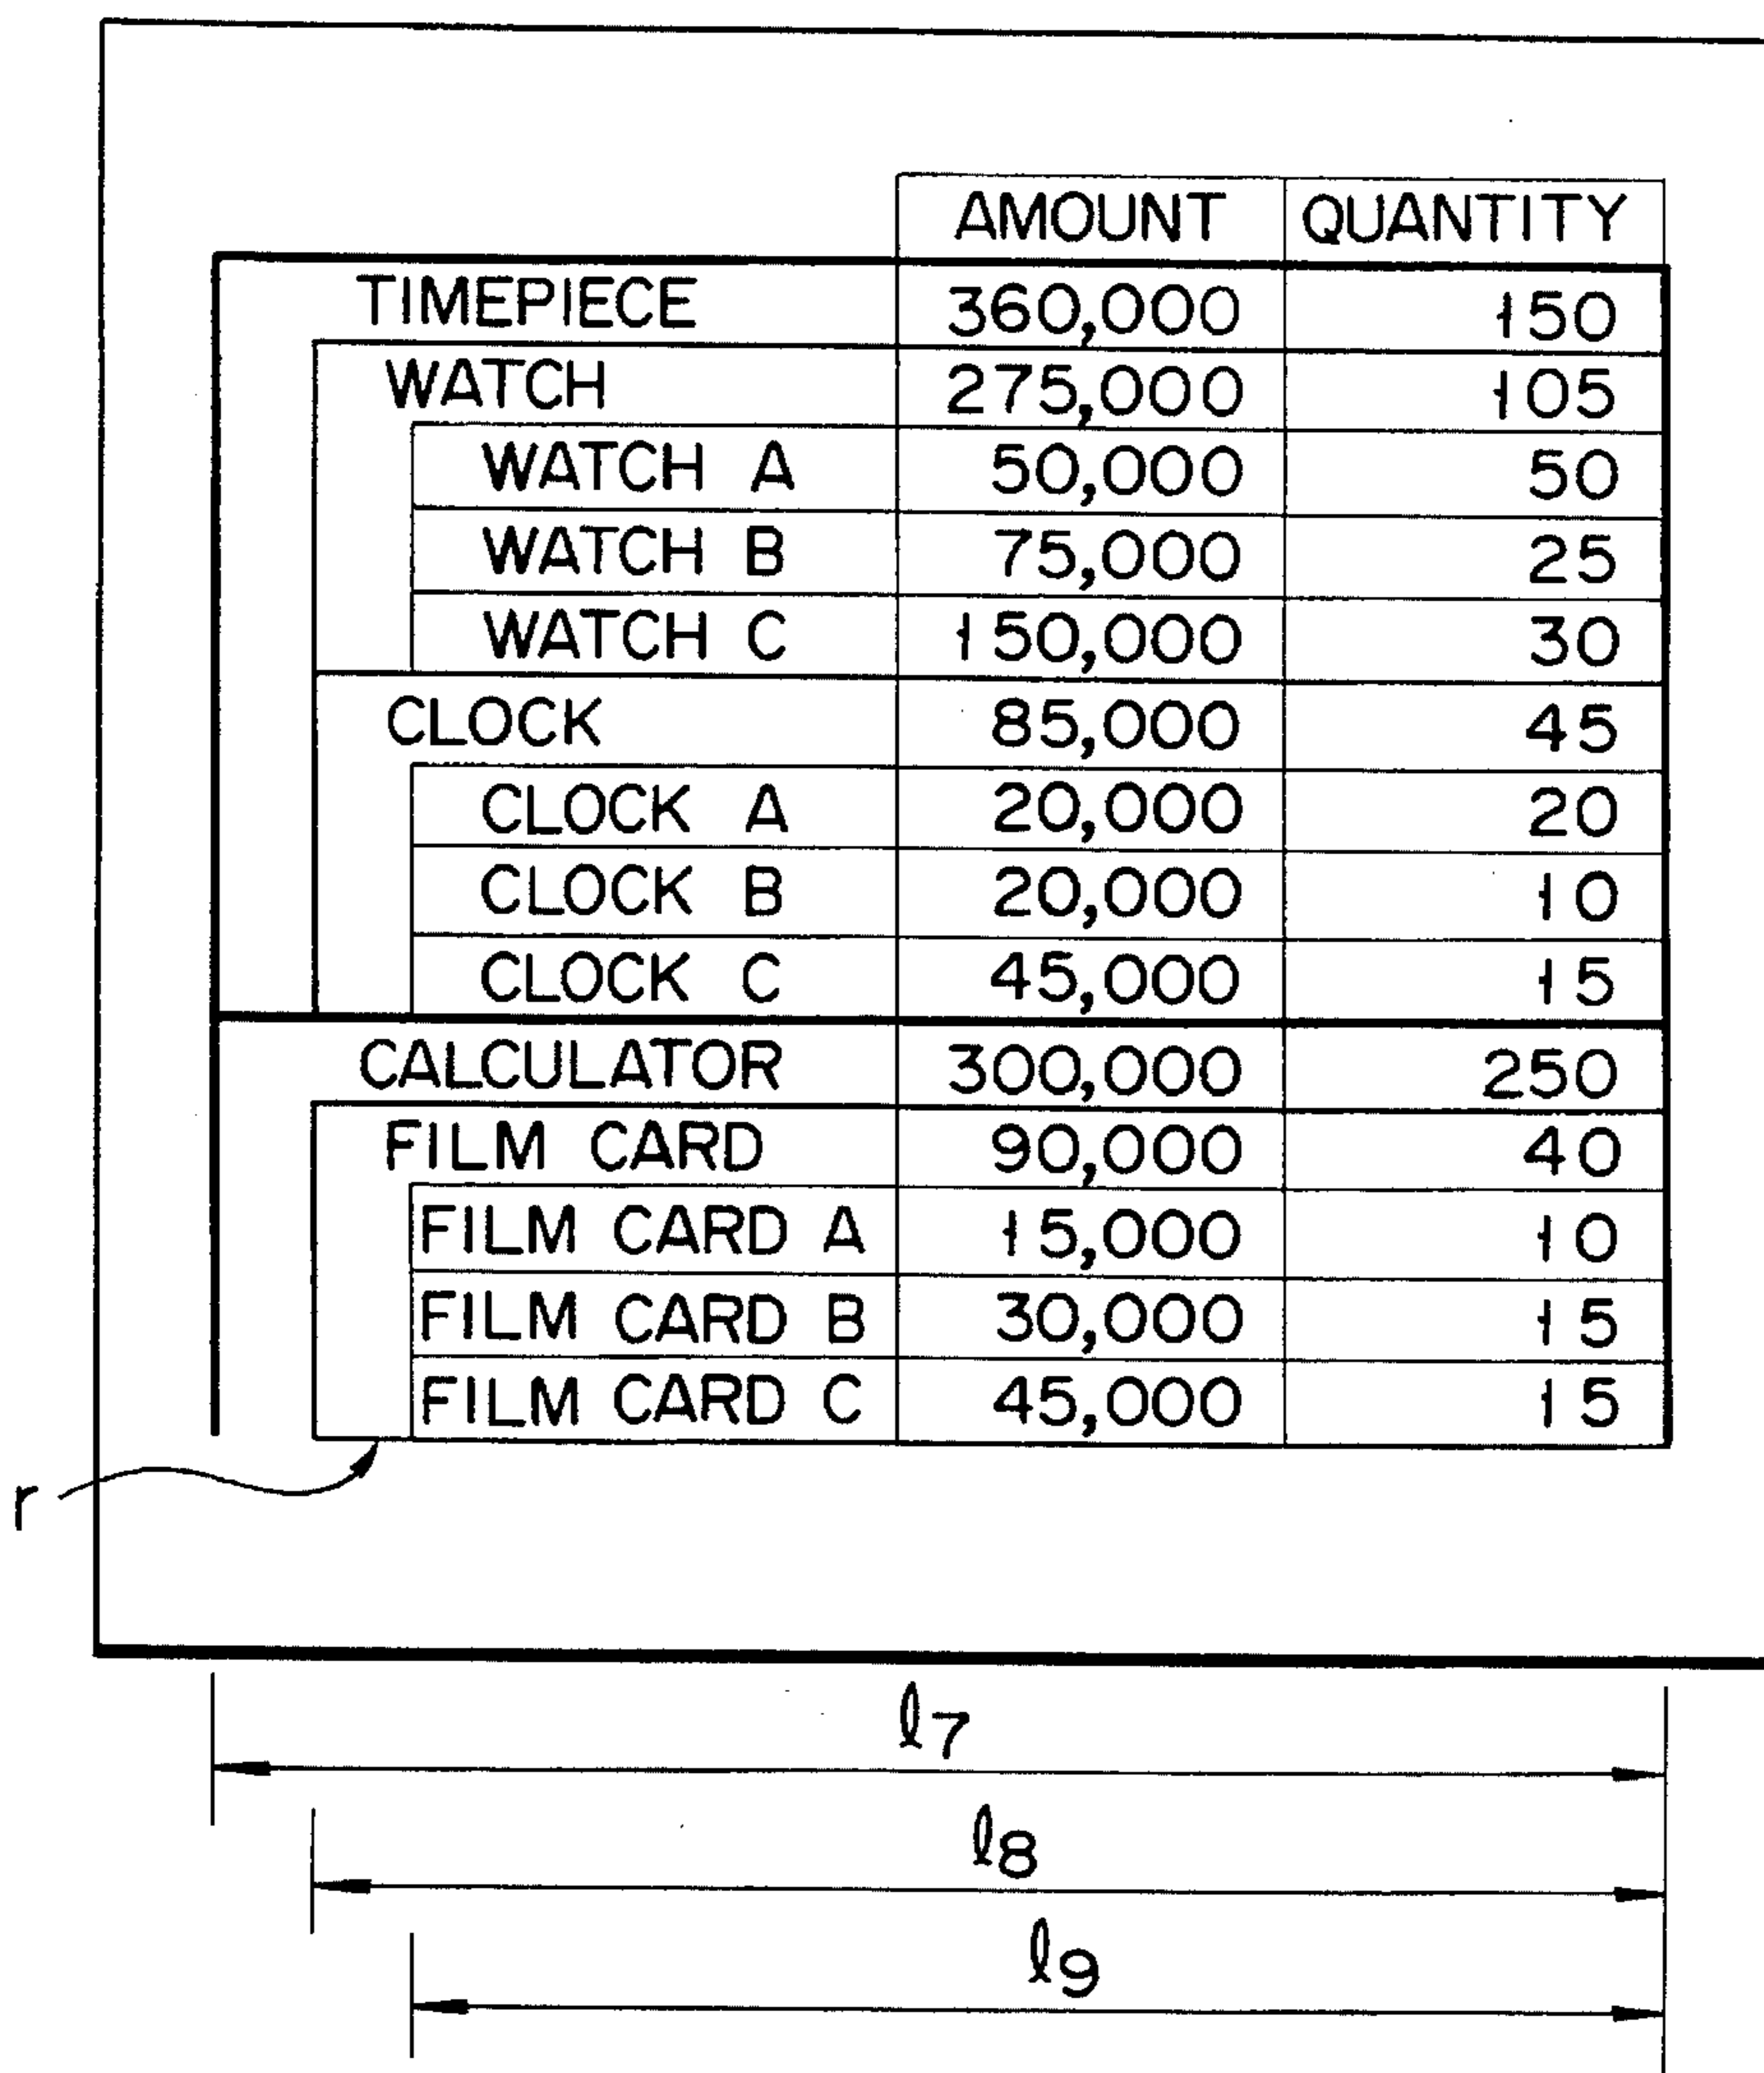 AMOUNT QUANTITY
TIMEPIECE 360,000 150
WATCH 275,000 105
WATCH A 50,000 50
WATCH B 75,000 25
WATCH C 150,000 30
CLOCK 85,000 45
CLOCK A 20,000 20
CLOCK B 20,000 10
CLOCK C 45,000 15
CALCULATOR 300,000 250
FILM CARD 90,000 40
FILM CARD A 15,000 10
FILM CARD B 30,000 15
FILM CARD C 45,000 15
r
ℓ7
ℓ8
ℓ9